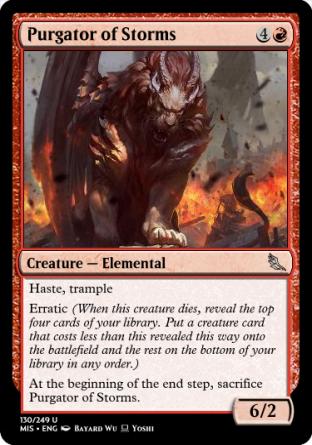 Purgator of Storms 4
Creature — Elemental
Haste, trample
Erratic (When this creature dies, reveal the top
four cards of your library. Put a creature card
that costs less than this revealed this way onto
the battlefield and the rest on the bottom of your
library in any order.)
At the beginning of the end step, sacrifice
Purgator of Storms.
6/2
130/249 U
MIS • ENG Bayard Wu Yoshi